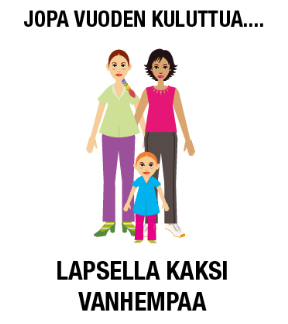 JOPA VUODEN KULUTTUA....
LAPSELLA KAKSI
VANHEMPAA